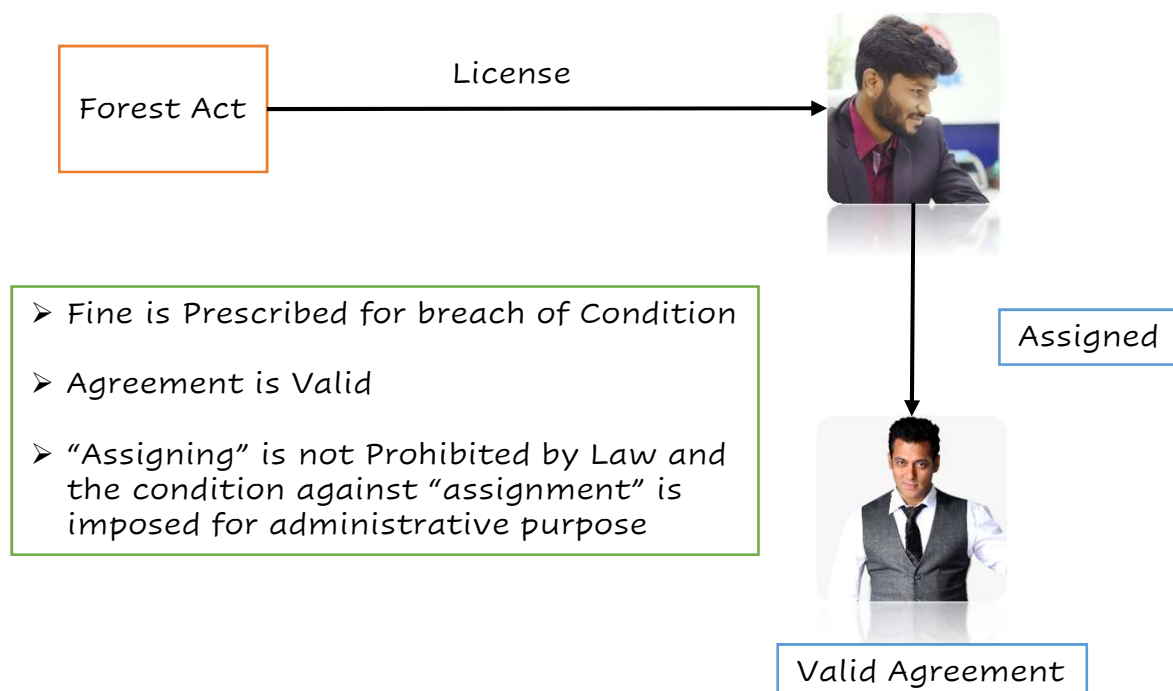 License
Forest Act
➤ Fine is Prescribed for breach of Condition
➤ Agreement is Valid
➤ “Assigning” is not Prohibited by Law and
the condition against “assignment” is
imposed for administrative purpose
Assigned
Valid Agreement